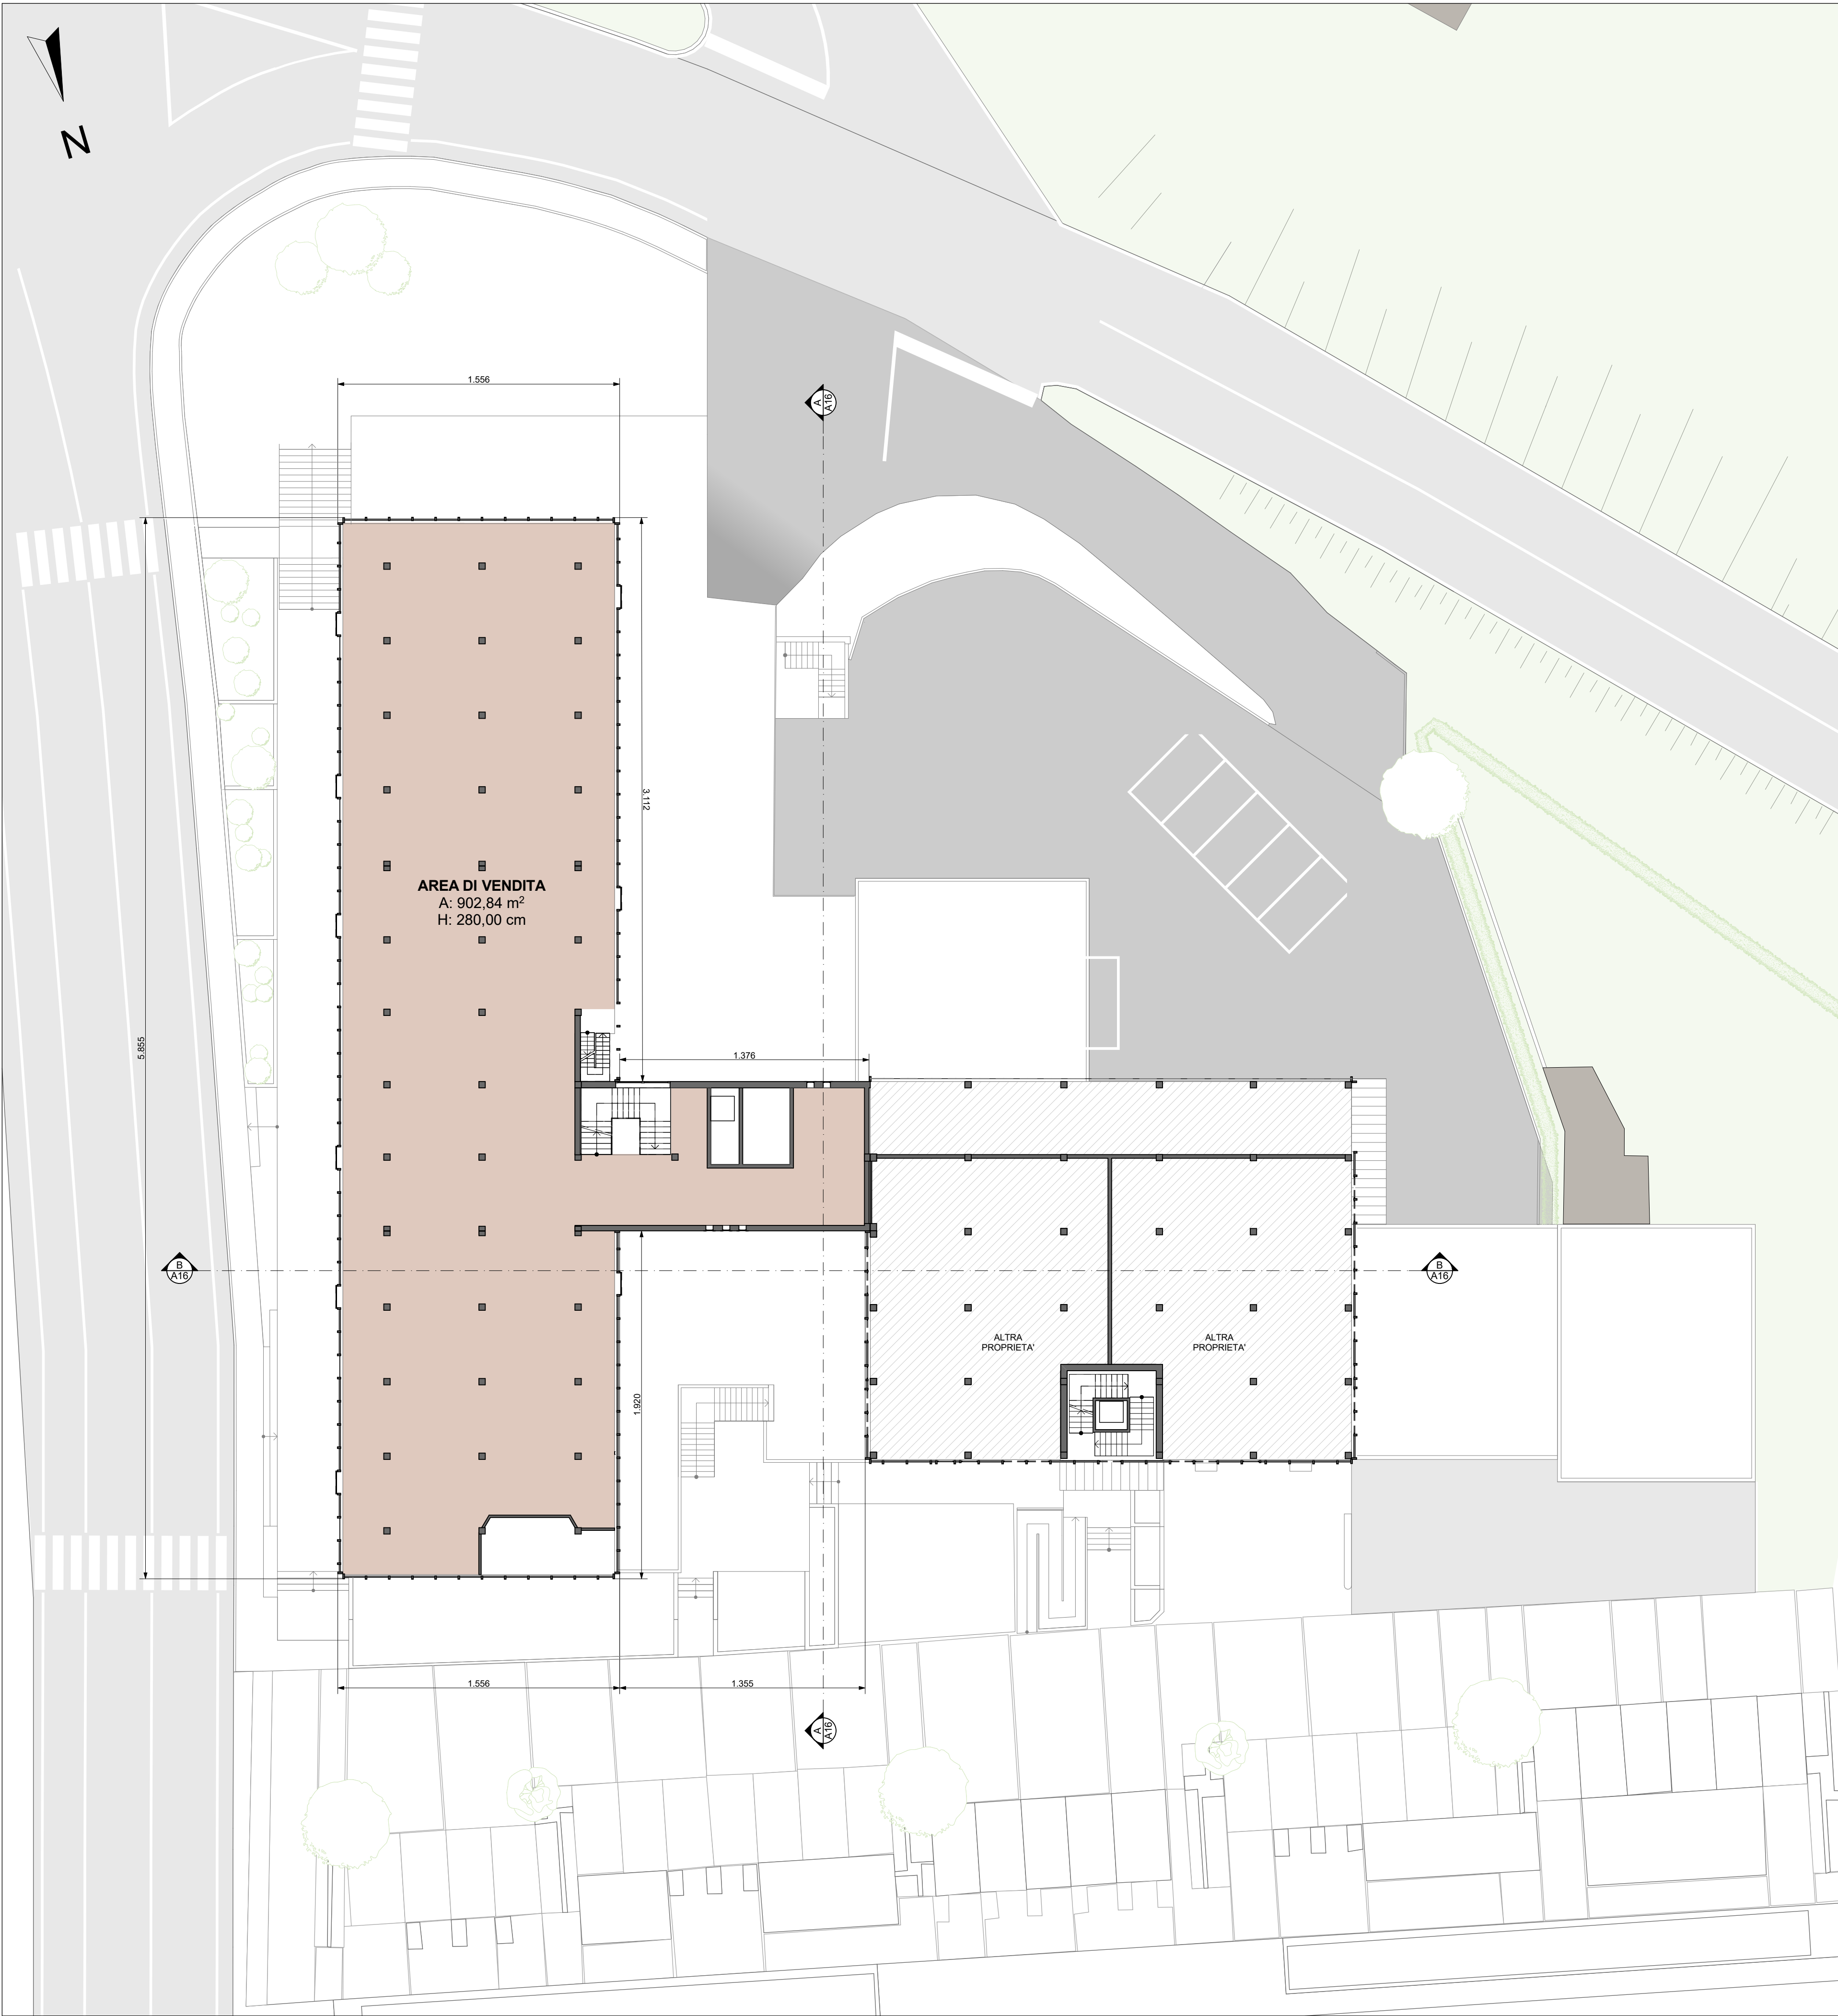 N
1.556
A
A16
3.112
AREA DI VENDITA
A: 902,84 m²
H: 280,00 cm
5.855
1.376
B
A16
B
A16
ALTRA
PROPRIETA'
ALTRA
PROPRIETA'
1.920
1.556
1.355
A
A16